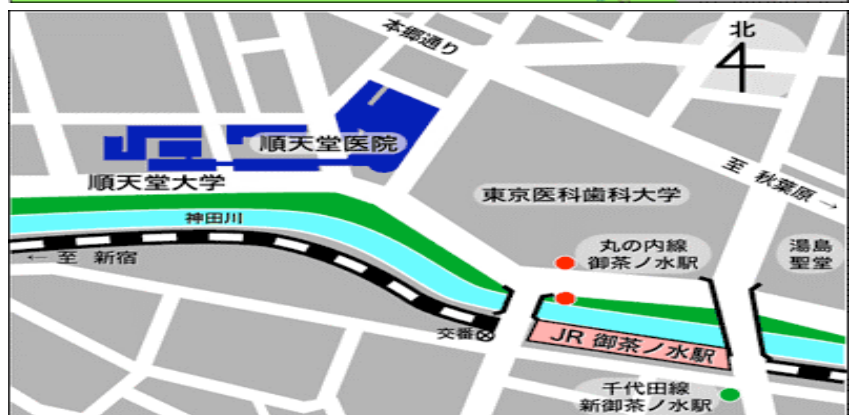 本郷通り
北
順天堂医院
至 秋葉原 →
順天堂大学
東京医科歯科大学
神田川
← 至 新宿
丸の内線
御茶ノ水駅
湯島
聖堂
交番
JR 御茶ノ水駅
千代田線
新御茶ノ水駅